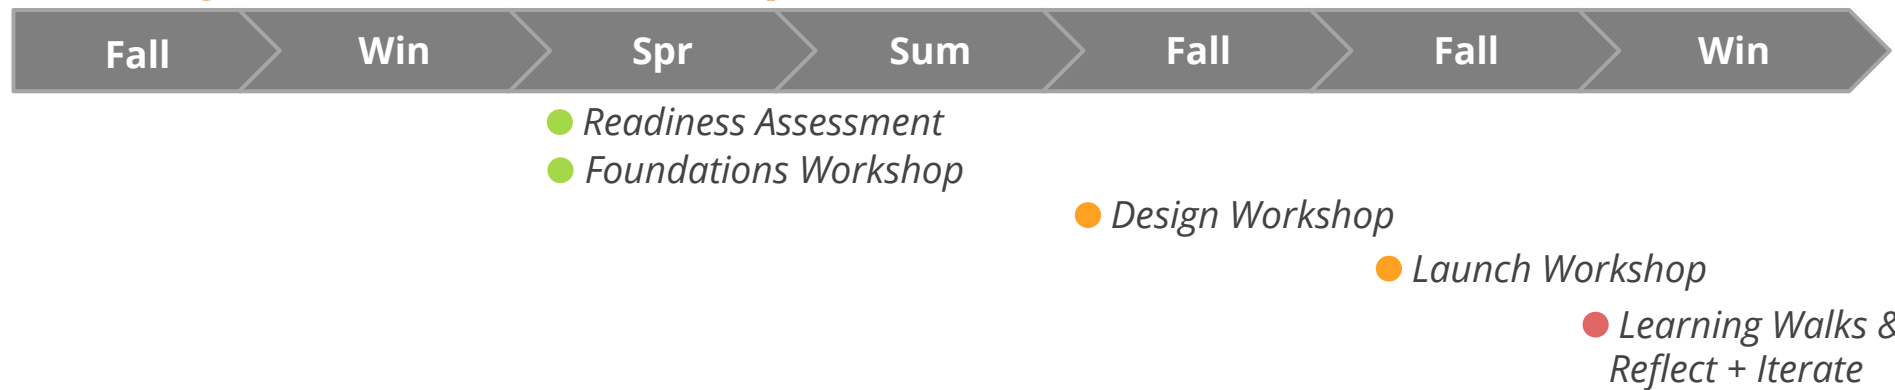 Fall Win Spr Sum Fall Fall Win
Readiness Assessment
Foundations Workshop
Design Workshop
Launch Workshop
Learning Walks &
Reflect + Iterate